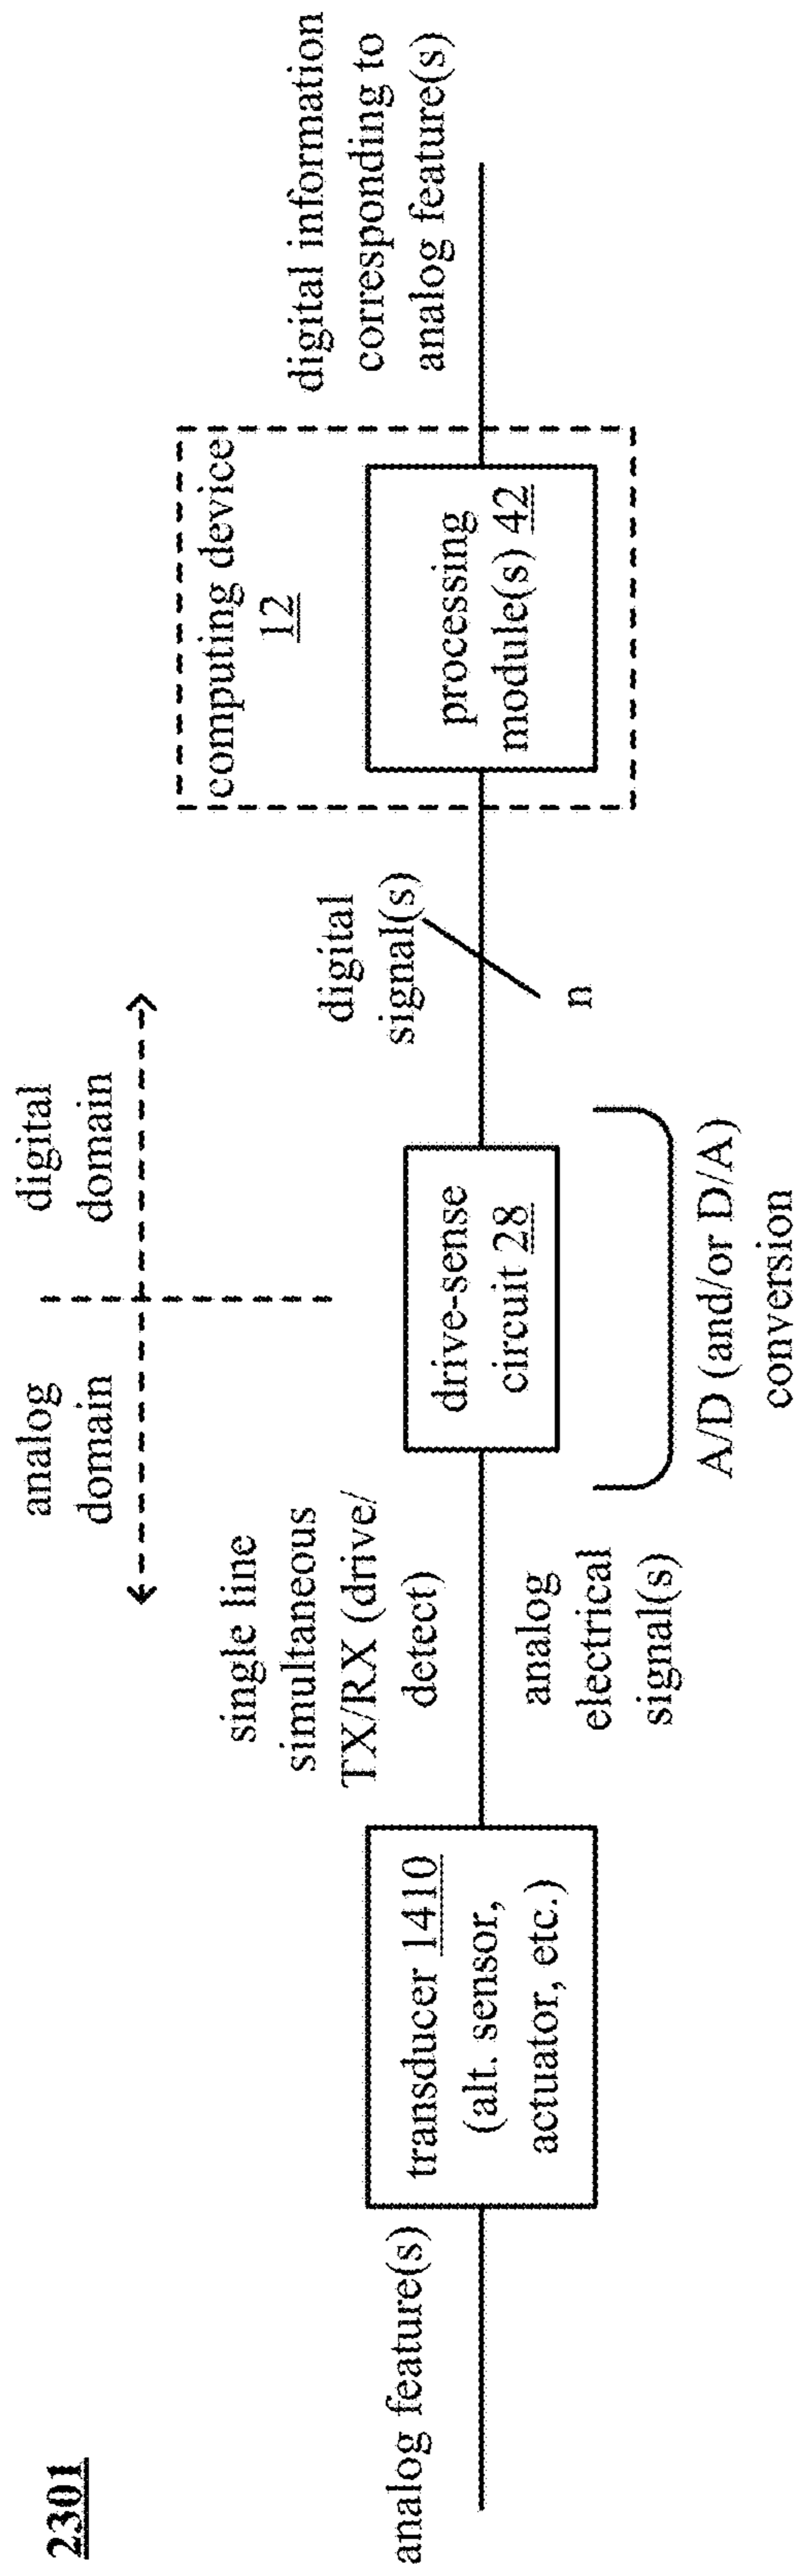 2301
analog
domain
digital
domain
analog feature(s)
transducer 1410
(alt. sensor,
actuator, etc.)
single line
simultaneous
TX/RX (drive/
detect)
analog
electrical
signal(s)
drive-sense
circuit 28
A/D (and/or D/A)
conversion
digital
signal(s)
n
computing device
12
processing
module(s) 42
digital information
corresponding to
analog feature(s)